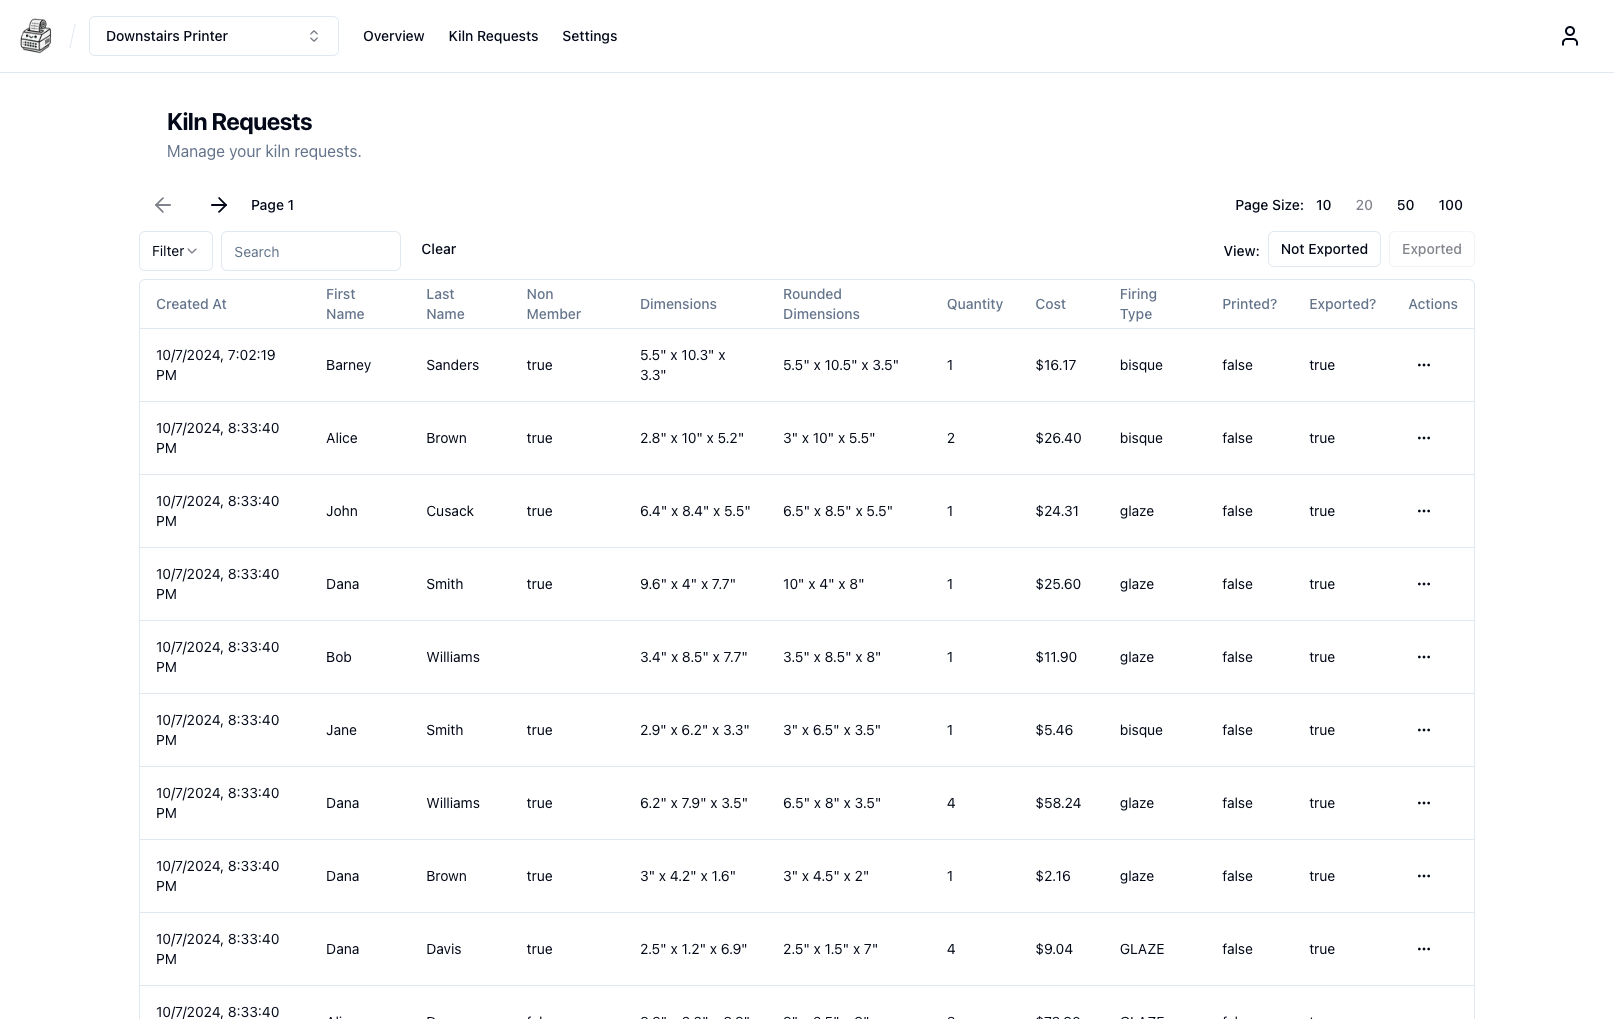 Downstairs Printer Overview Kiln Requests Settings
Kiln Requests
Manage your kiln requests.
Page 1 Page Size: 10 20 50 100
Filter Search Clear View: Not Exported Exported
Created At First Name Last Name Non Member Dimensions Rounded Dimensions Quantity Cost Firing Type Printed? Exported? Actions
10/7/2024, 7:02:19 PM Barney Sanders true 5.5" x 10.3" x 3.3" 5.5" x 10.5" x 3.5" 1 $16.17 bisque false true
10/7/2024, 8:33:40 PM Alice Brown true 2.8" x 10" x 5.2" 3" x 10" x 5.5" 2 $26.40 bisque false true
10/7/2024, 8:33:40 PM John Cusack true 6.4" x 8.4" x 5.5" 6.5" x 8.5" x 5.5" 1 $24.31 glaze false true
10/7/2024, 8:33:40 PM Dana Smith true 9.6" x 4" x 7.7" 10" x 4" x 8" 1 $25.60 glaze false true
10/7/2024, 8:33:40 PM Bob Williams 3.4" x 8.5" x 7.7" 3.5" x 8.5" x 8" 1 $11.90 glaze false true
10/7/2024, 8:33:40 PM Jane Smith true 2.9" x 6.2" x 3.3" 3" x 6.5" x 3.5" 1 $5.46 bisque false true
10/7/2024, 8:33:40 PM Dana Williams true 6.2" x 7.9" x 3.5" 6.5" x 8" x 3.5" 4 $58.24 glaze false true
10/7/2024, 8:33:40 PM Dana Brown true 3" x 4.2" x 1.6" 3" x 4.5" x 2" 1 $2.16 glaze false true
10/7/2024, 8:33:40 PM Dana Davis true 2.5" x 1.2" x 6.9" 2.5" x 1.5" x 7" 4 $9.04 GLAZE false true
10/7/2024, 8:33:40